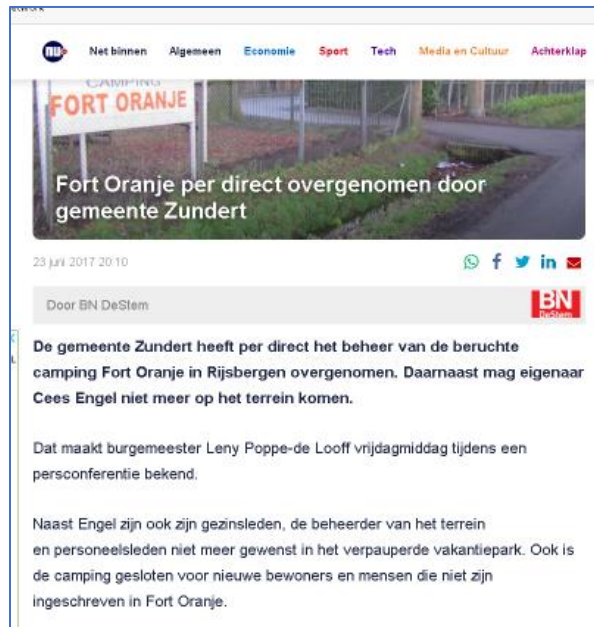 nu
Net binnen Algemeen Economie Sport Tech Media en Cultuur Achterklap
CAMPING
FORT ORANJE
Fort Oranje per direct overgenomen door
gemeente Zundert
23 juni 2017 20:10
Door BN DeStem
BN
DeStem
De gemeente Zundert heeft per direct het beheer van de beruchte
camping Fort Oranje in Rijsbergen overgenomen. Daarnaast mag eigenaar
Cees Engel niet meer op het terrein komen.
Dat maakt burgemeester Leny Poppe-de Looff vrijdagmiddag tijdens een
persconferentie bekend.
Naast Engel zijn ook zijn gezinsleden, de beheerder van het terrein
en personeelsleden niet meer gewenst in het verpauperde vakantiepark. Ook is
de camping gesloten voor nieuwe bewoners en mensen die niet zijn
ingeschreven in Fort Oranje.